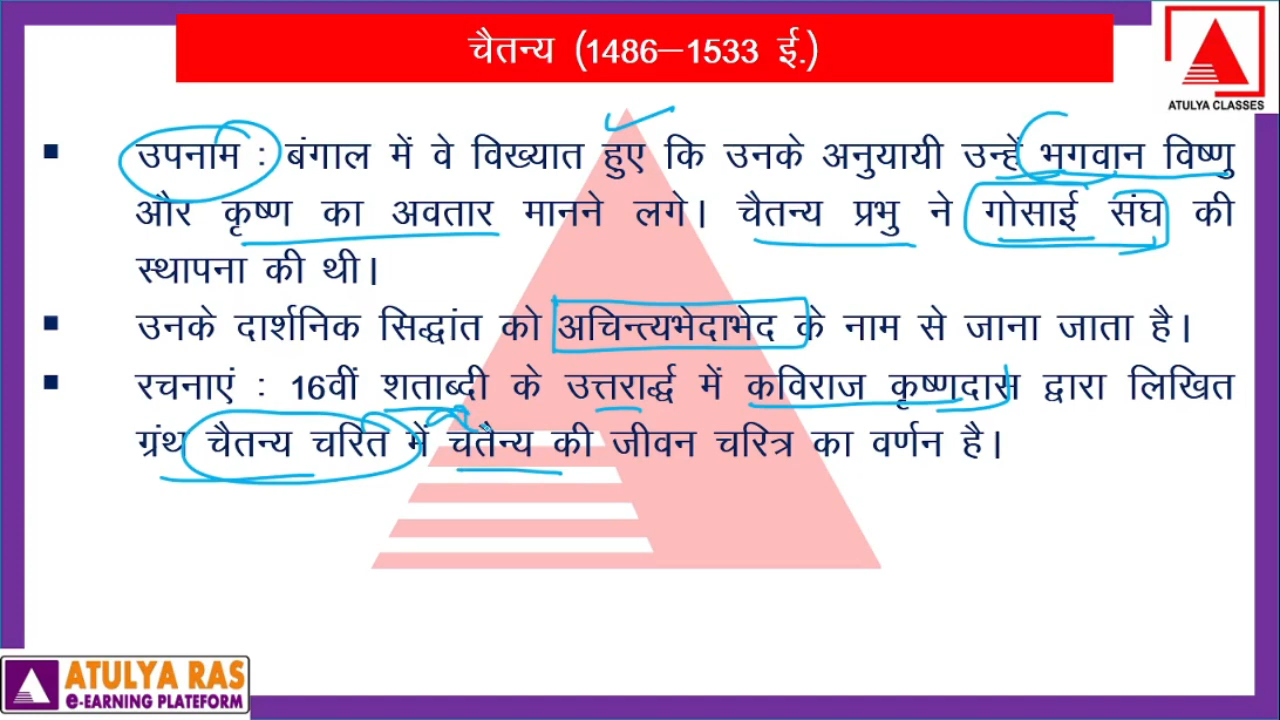 चैतन्य (1486–1533 ई.)
ATULYA CLASSES
▪ उपनाम : बंगाल में वे विख्यात हुए कि उनके अनुयायी उन्हें भगवान विष्णु
और कृष्ण का अवतार मानने लगे। चैतन्य प्रभु ने गोसाई संघ की
स्थापना की थी।
▪ उनके दार्शनिक सिद्धांत को अचिन्त्यभेदाभेद के नाम से जाना जाता है।
▪ रचनाएं : 16वीं शताब्दी के उत्तरार्द्ध में कविराज कृष्णदास द्वारा लिखित
ग्रंथ चैतन्य चरित में चतैन्य की जीवन चरित्र का वर्णन है।
ATULYA RAS
e-EARNING PLATEFORM